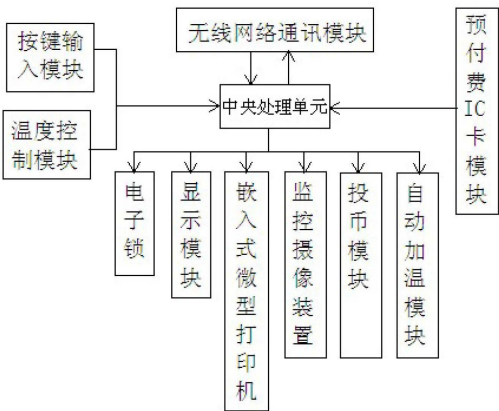 无线网络通讯模块
按键输
入模块
预付费IC卡模块
中央处理单元
温度控
制模块
电子锁
显示模块
嵌入式微型打印机
监控摄像装置
投币模块
自动加温模块